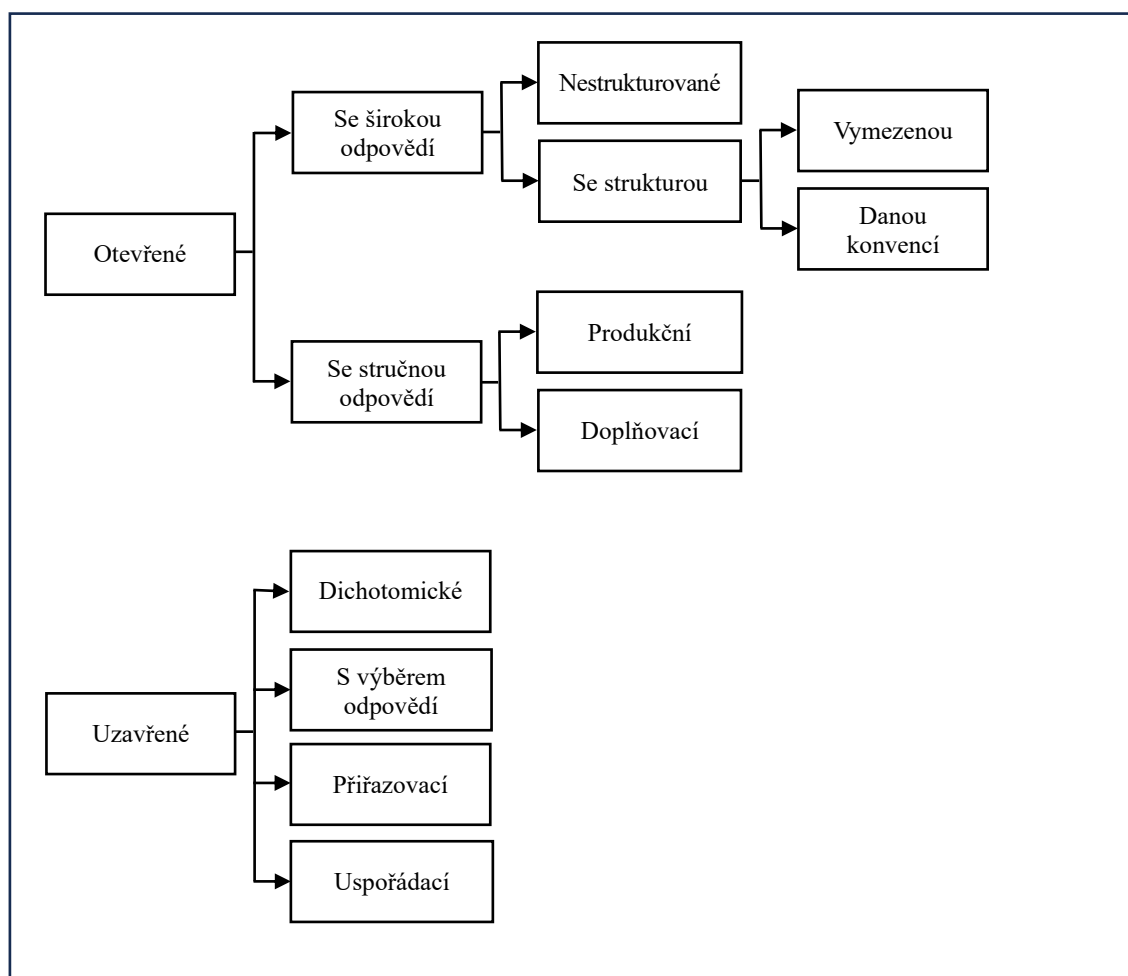 Otevřené
Se širokou
odpovědí
Nestrukturované
Se strukturou
Vymezenou
Danou
konvencí
Se stručnou
odpovědí
Produkční
Doplňovací
Uzavřené
Dichotomické
S výběrem
odpovědí
Přiřazovací
Uspořádací